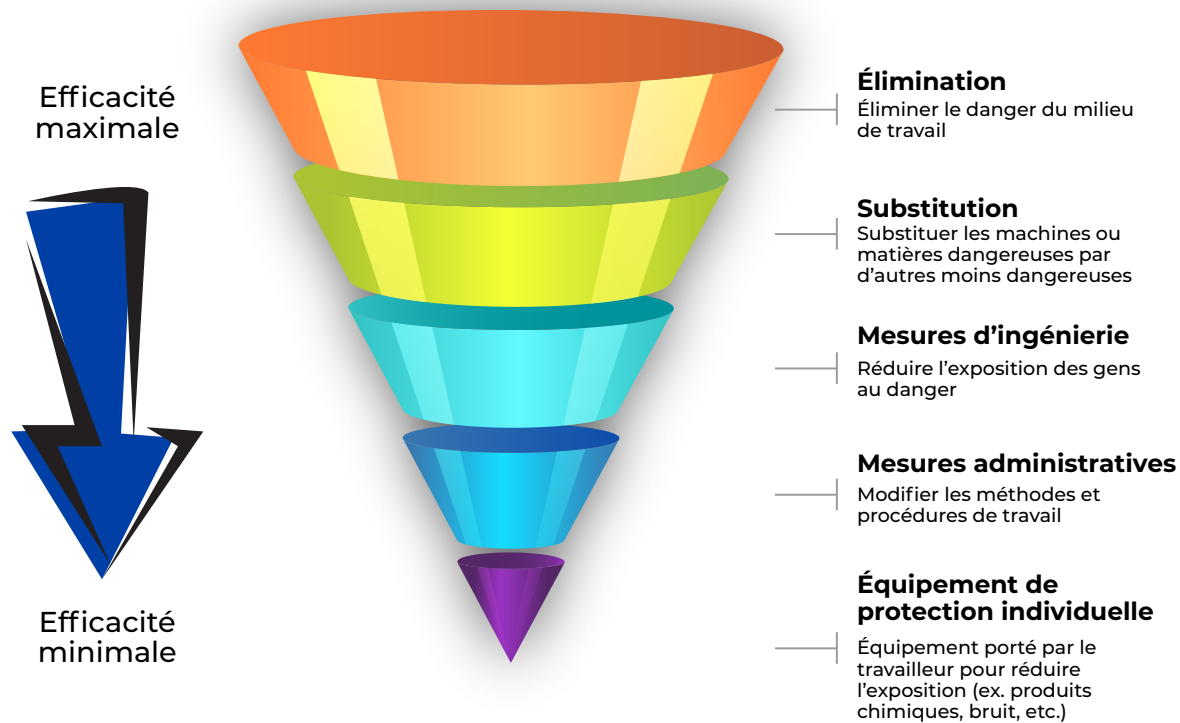 Efficacité
maximale
Élimination
Éliminer le danger du milieu
de travail
Substitution
Substituer les machines ou
matières dangereuses par
d’autres moins dangereuses
Mesures d’ingénierie
Réduire l’exposition des gens
au danger
Mesures administratives
Modifier les méthodes et
procédures de travail
Équipement de
protection individuelle
Équipement porté par le
travailleur pour réduire
l’exposition (ex. produits
chimiques, bruit, etc.)
Efficacité
minimale